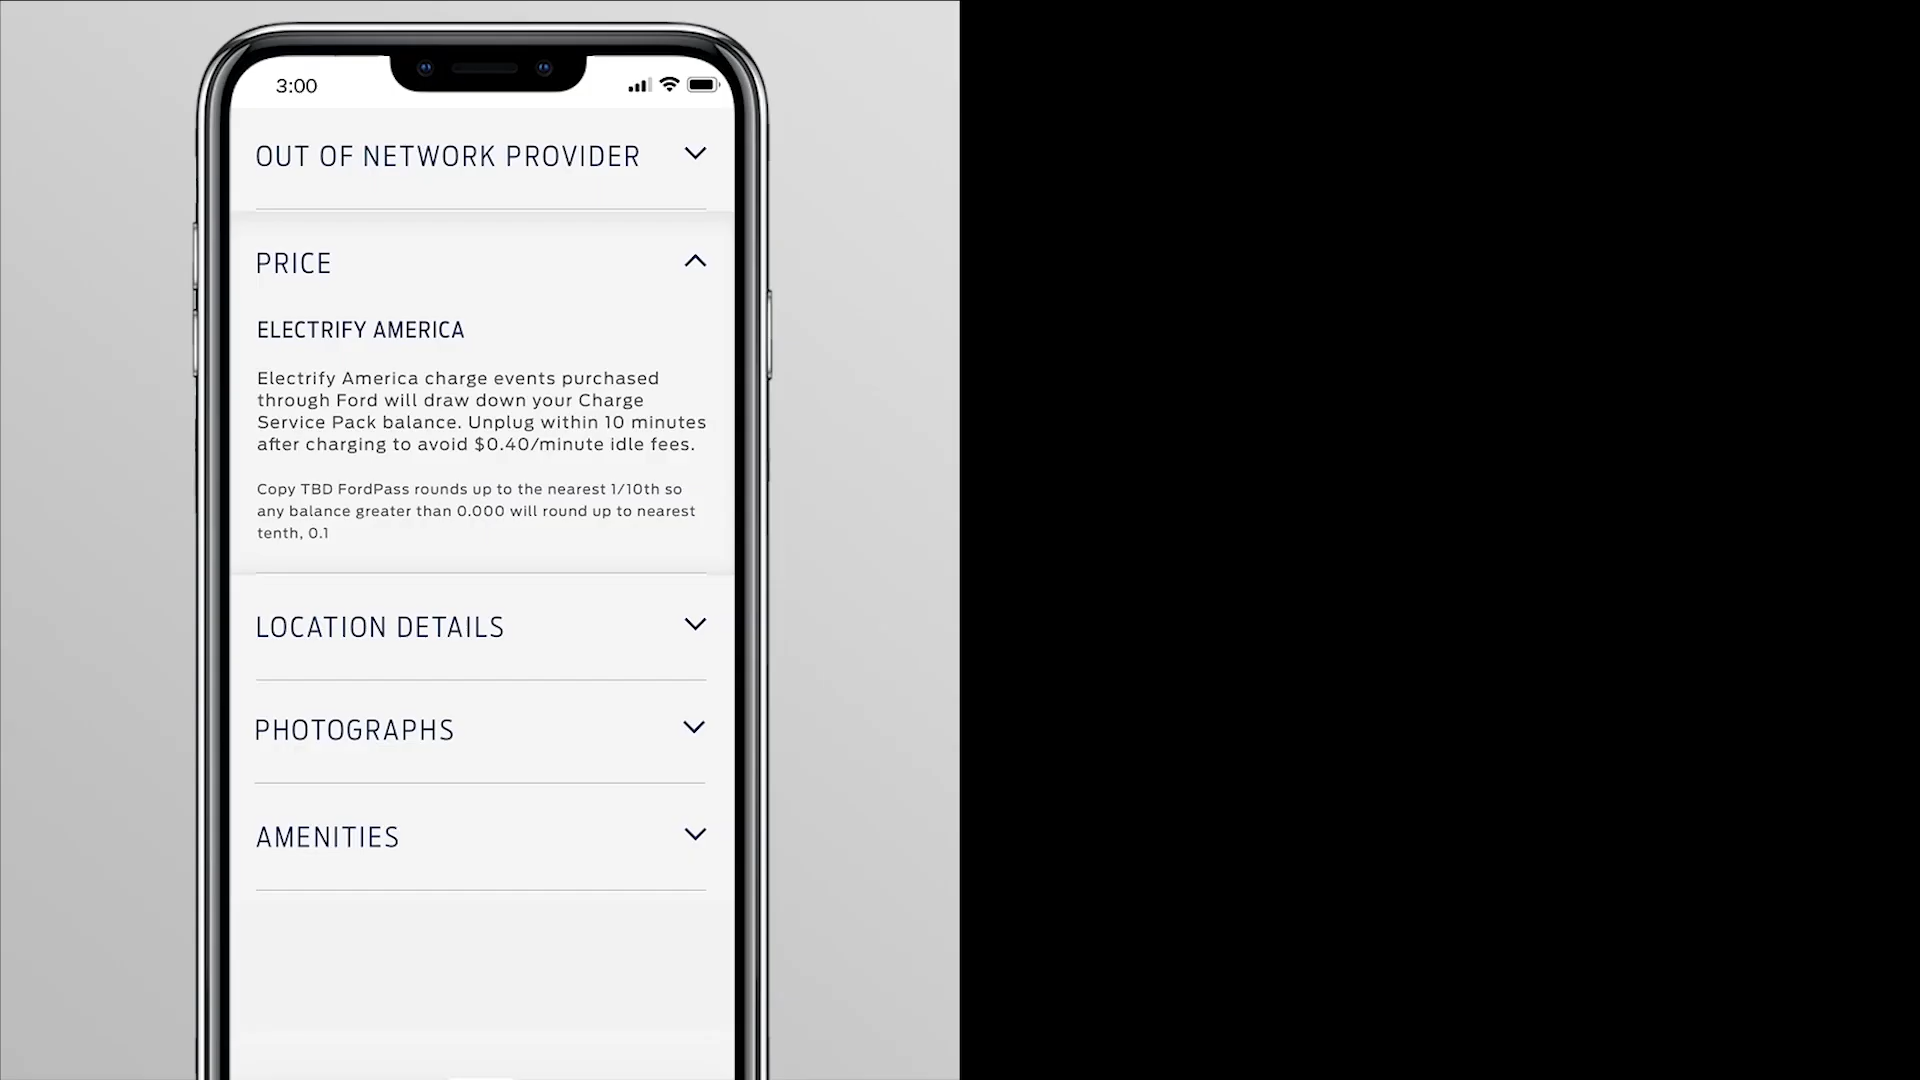 3:00
OUT OF NETWORK PROVIDER
PRICE
ELECTRIFY AMERICA
Electrify America charge events purchased
through Ford will draw down your Charge
Service Pack balance. Unplug within 10 minutes
after charging to avoid $0.40/minute idle fees.
Copy TBD FordPass rounds up to the nearest 1/10th so
any balance greater than 0.000 will round up to nearest
tenth, 0.1
LOCATION DETAILS
PHOTOGRAPHS
AMENITIES